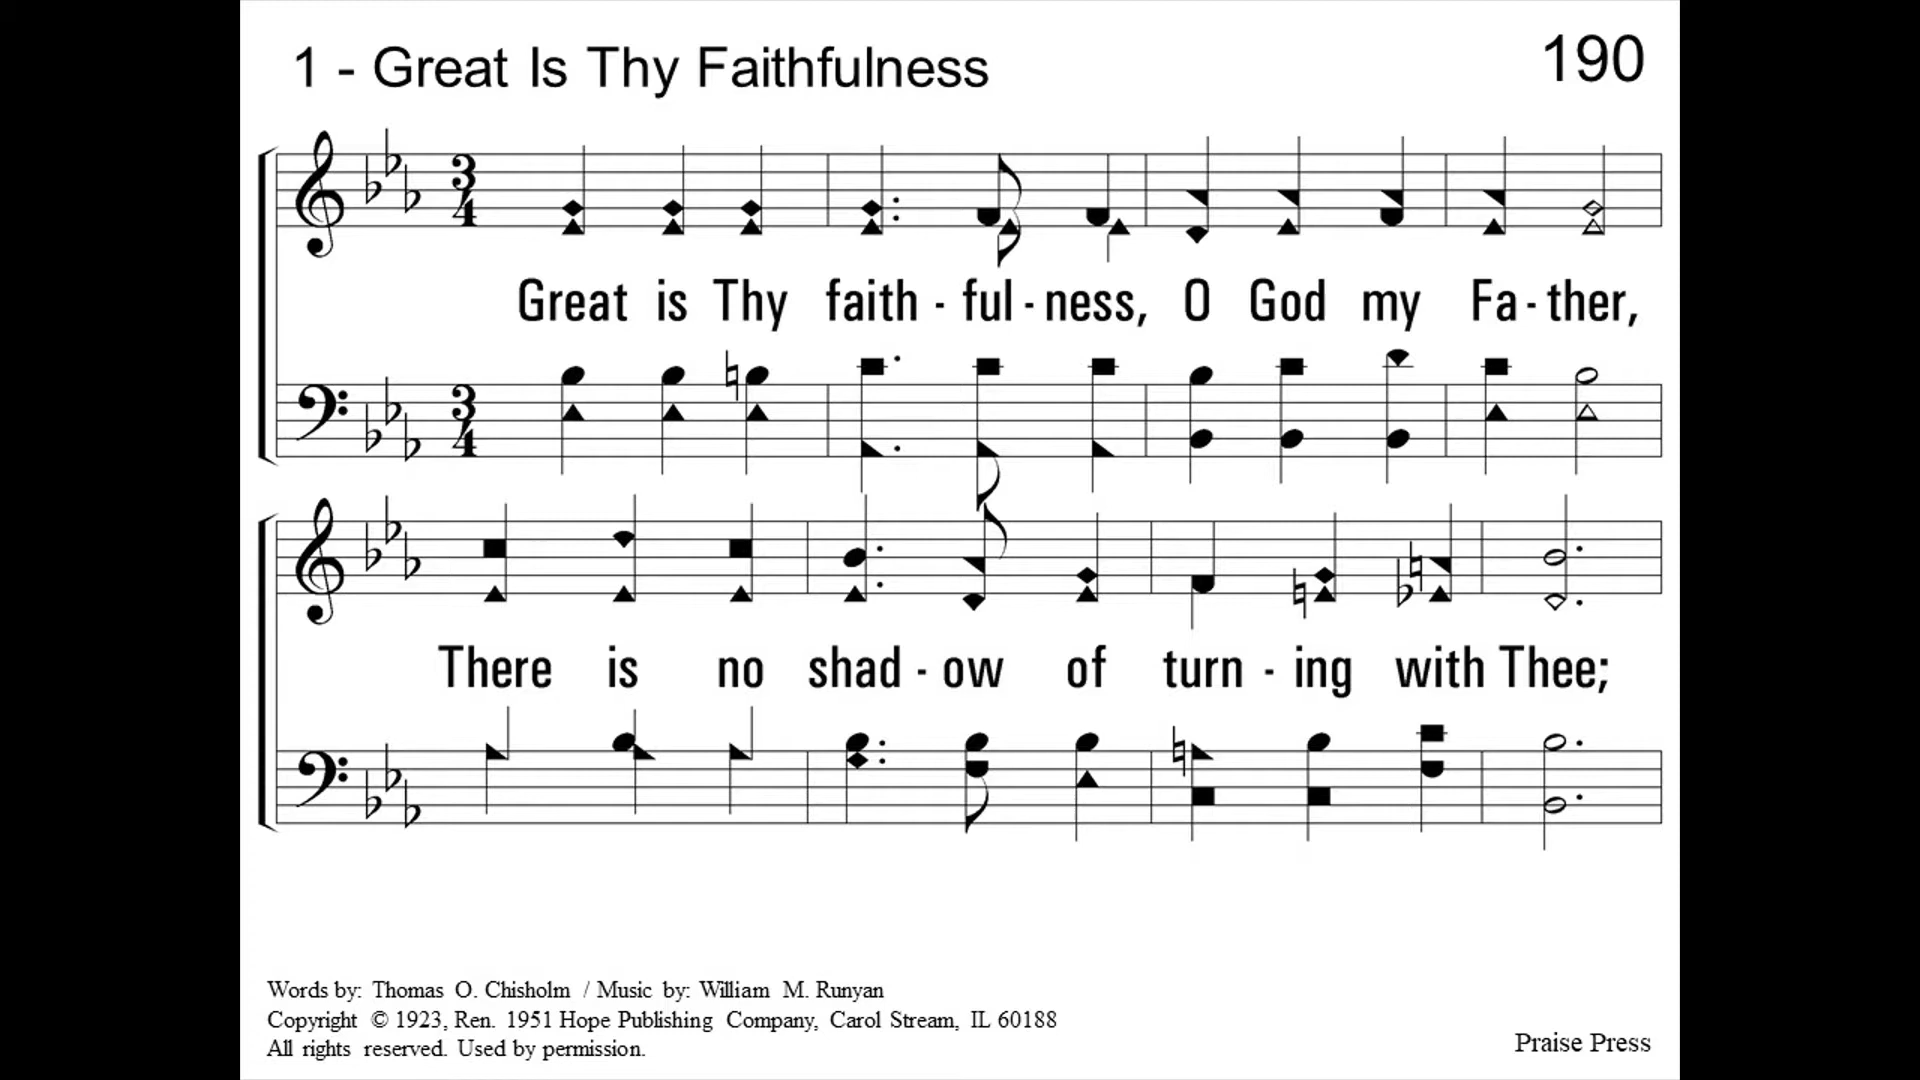 1 - Great Is Thy Faithfulness
190
3
4
Great is Thy faith - ful - ness, O God my Fa - ther,
3
4
There is no shad - ow of turn - ing with Thee;
Words by: Thomas O. Chisholm / Music by: William M. Runyan
Copyright © 1923, Ren. 1951 Hope Publishing Company, Carol Stream, IL 60188
All rights reserved. Used by permission.
Praise Press